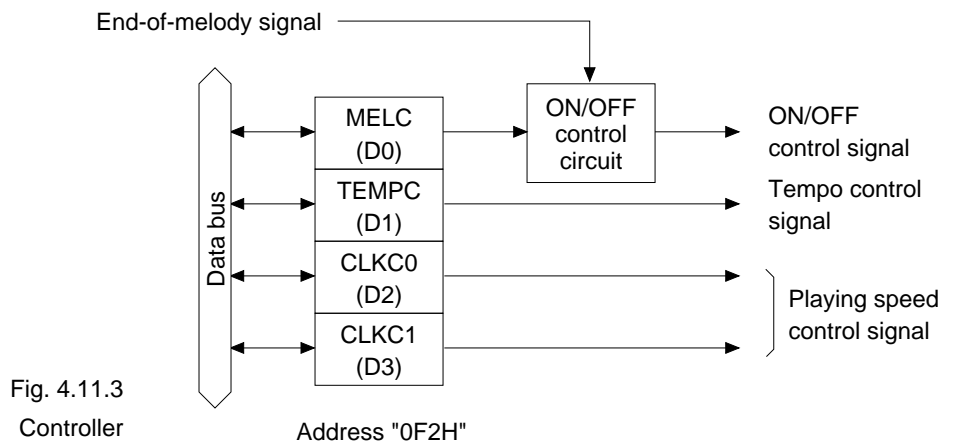 End-of-melody signal
Data bus
MELC
(D0)
TEMPC
(D1)
CLKC0
(D2)
CLKC1
(D3)
ON/OFF
control
circuit
ON/OFF
control signal
Tempo control
signal
Playing speed
control signal
Fig. 4.11.3
Controller
Address "0F2H"